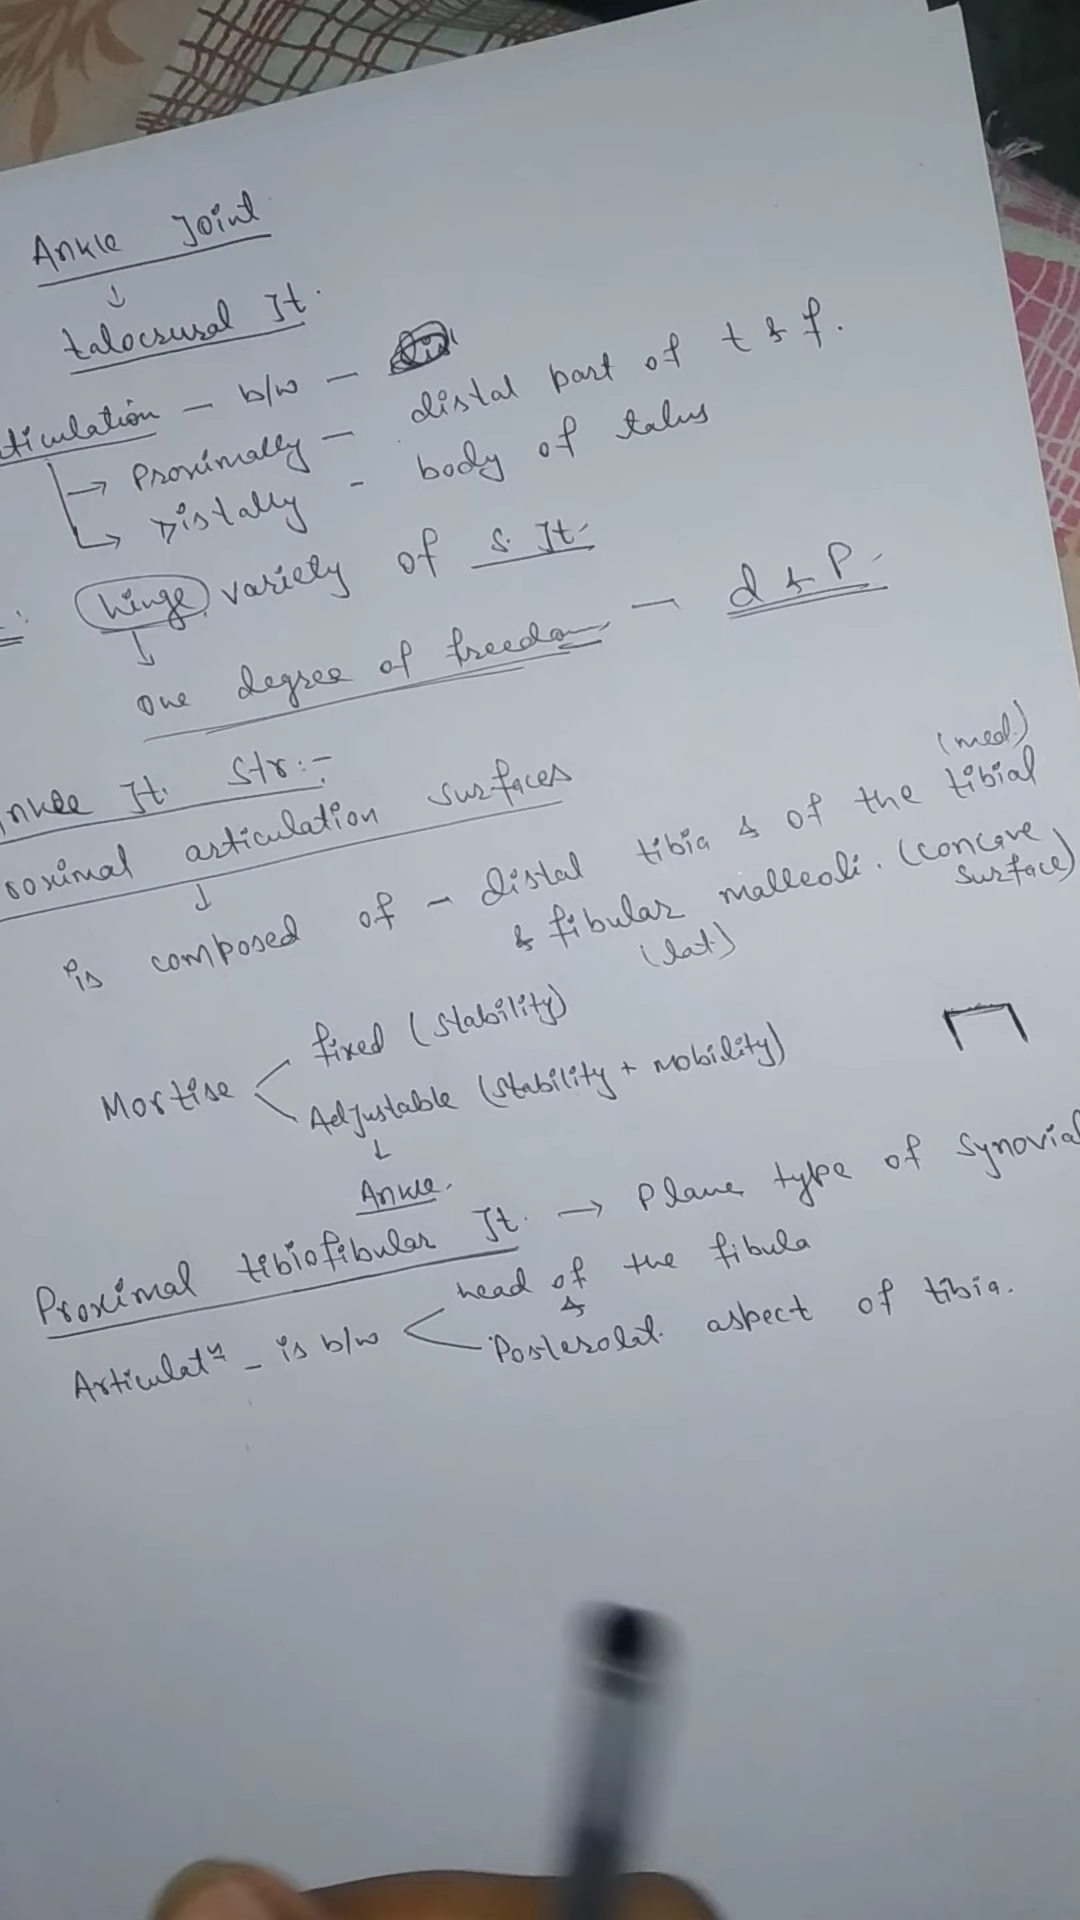 Ankle Joint
↓
talocrural Jt.
ticulation - b/w -
→ Proximally - distal part of t & f.
→ Distally - body of talus
: hinge variety of s. Jt.
↓
one degree of freedom - d & P.
nkle Jt. Str:-
roximal articulation surfaces
↓ (med.)
is composed of - distal tibia & of the tibial
& fibular malleoli. (concave surface)
(lat.)
Mortise < fixed (stability)
Adjustable (stability + mobility)
↓
Ankle.
Proximal tibiofibular Jt. → Plane type of synovial
Articulatⁿ - is b/w < head of the fibula
&
Posterolat. aspect of tibia.